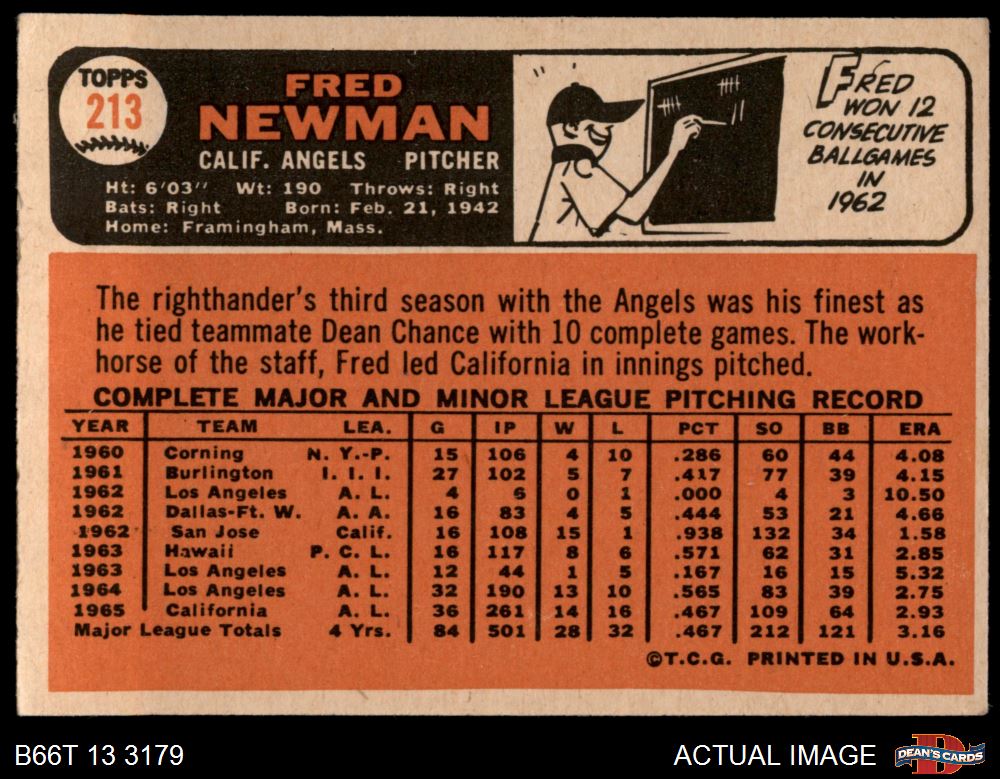 TOPPS
213
FRED
NEWMAN
CALIF. ANGELS PITCHER
Ht: 6'03" Wt: 190 Throws: Right
Bats: Right Born: Feb. 21, 1942
Home: Framingham, Mass.
FRED
WON 12
CONSECUTIVE
BALLGAMES
IN
1962
The righthander's third season with the Angels was his finest as
he tied teammate Dean Chance with 10 complete games. The work-
horse of the staff, Fred led California in innings pitched.
COMPLETE MAJOR AND MINOR LEAGUE PITCHING RECORD
YEAR TEAM LEA. G IP W L PCT SO BB ERA
1960 Corning N. Y.-P. 15 106 4 10 .286 60 44 4.08
1961 Burlington I. I. I. 27 102 5 7 .417 77 39 4.15
1962 Los Angeles A. L. 4 6 0 1 .000 4 3 10.50
1962 Dallas-Ft. W. A. A. 16 83 4 5 .444 53 21 4.66
1962 San Jose Calif. 16 108 15 1 .938 132 34 1.58
1963 Hawaii P. C. L. 16 117 8 6 .571 62 31 2.85
1963 Los Angeles A. L. 12 44 1 5 .167 16 15 5.32
1964 Los Angeles A. L. 32 190 13 10 .565 83 39 2.75
1965 California A. L. 36 261 14 16 .467 109 64 2.93
Major League Totals 4 Yrs. 84 501 28 32 .467 212 121 3.16
©T.C.G. PRINTED IN U.S.A.
B66T 13 3179
ACTUAL IMAGE
DEAN'S CARDS